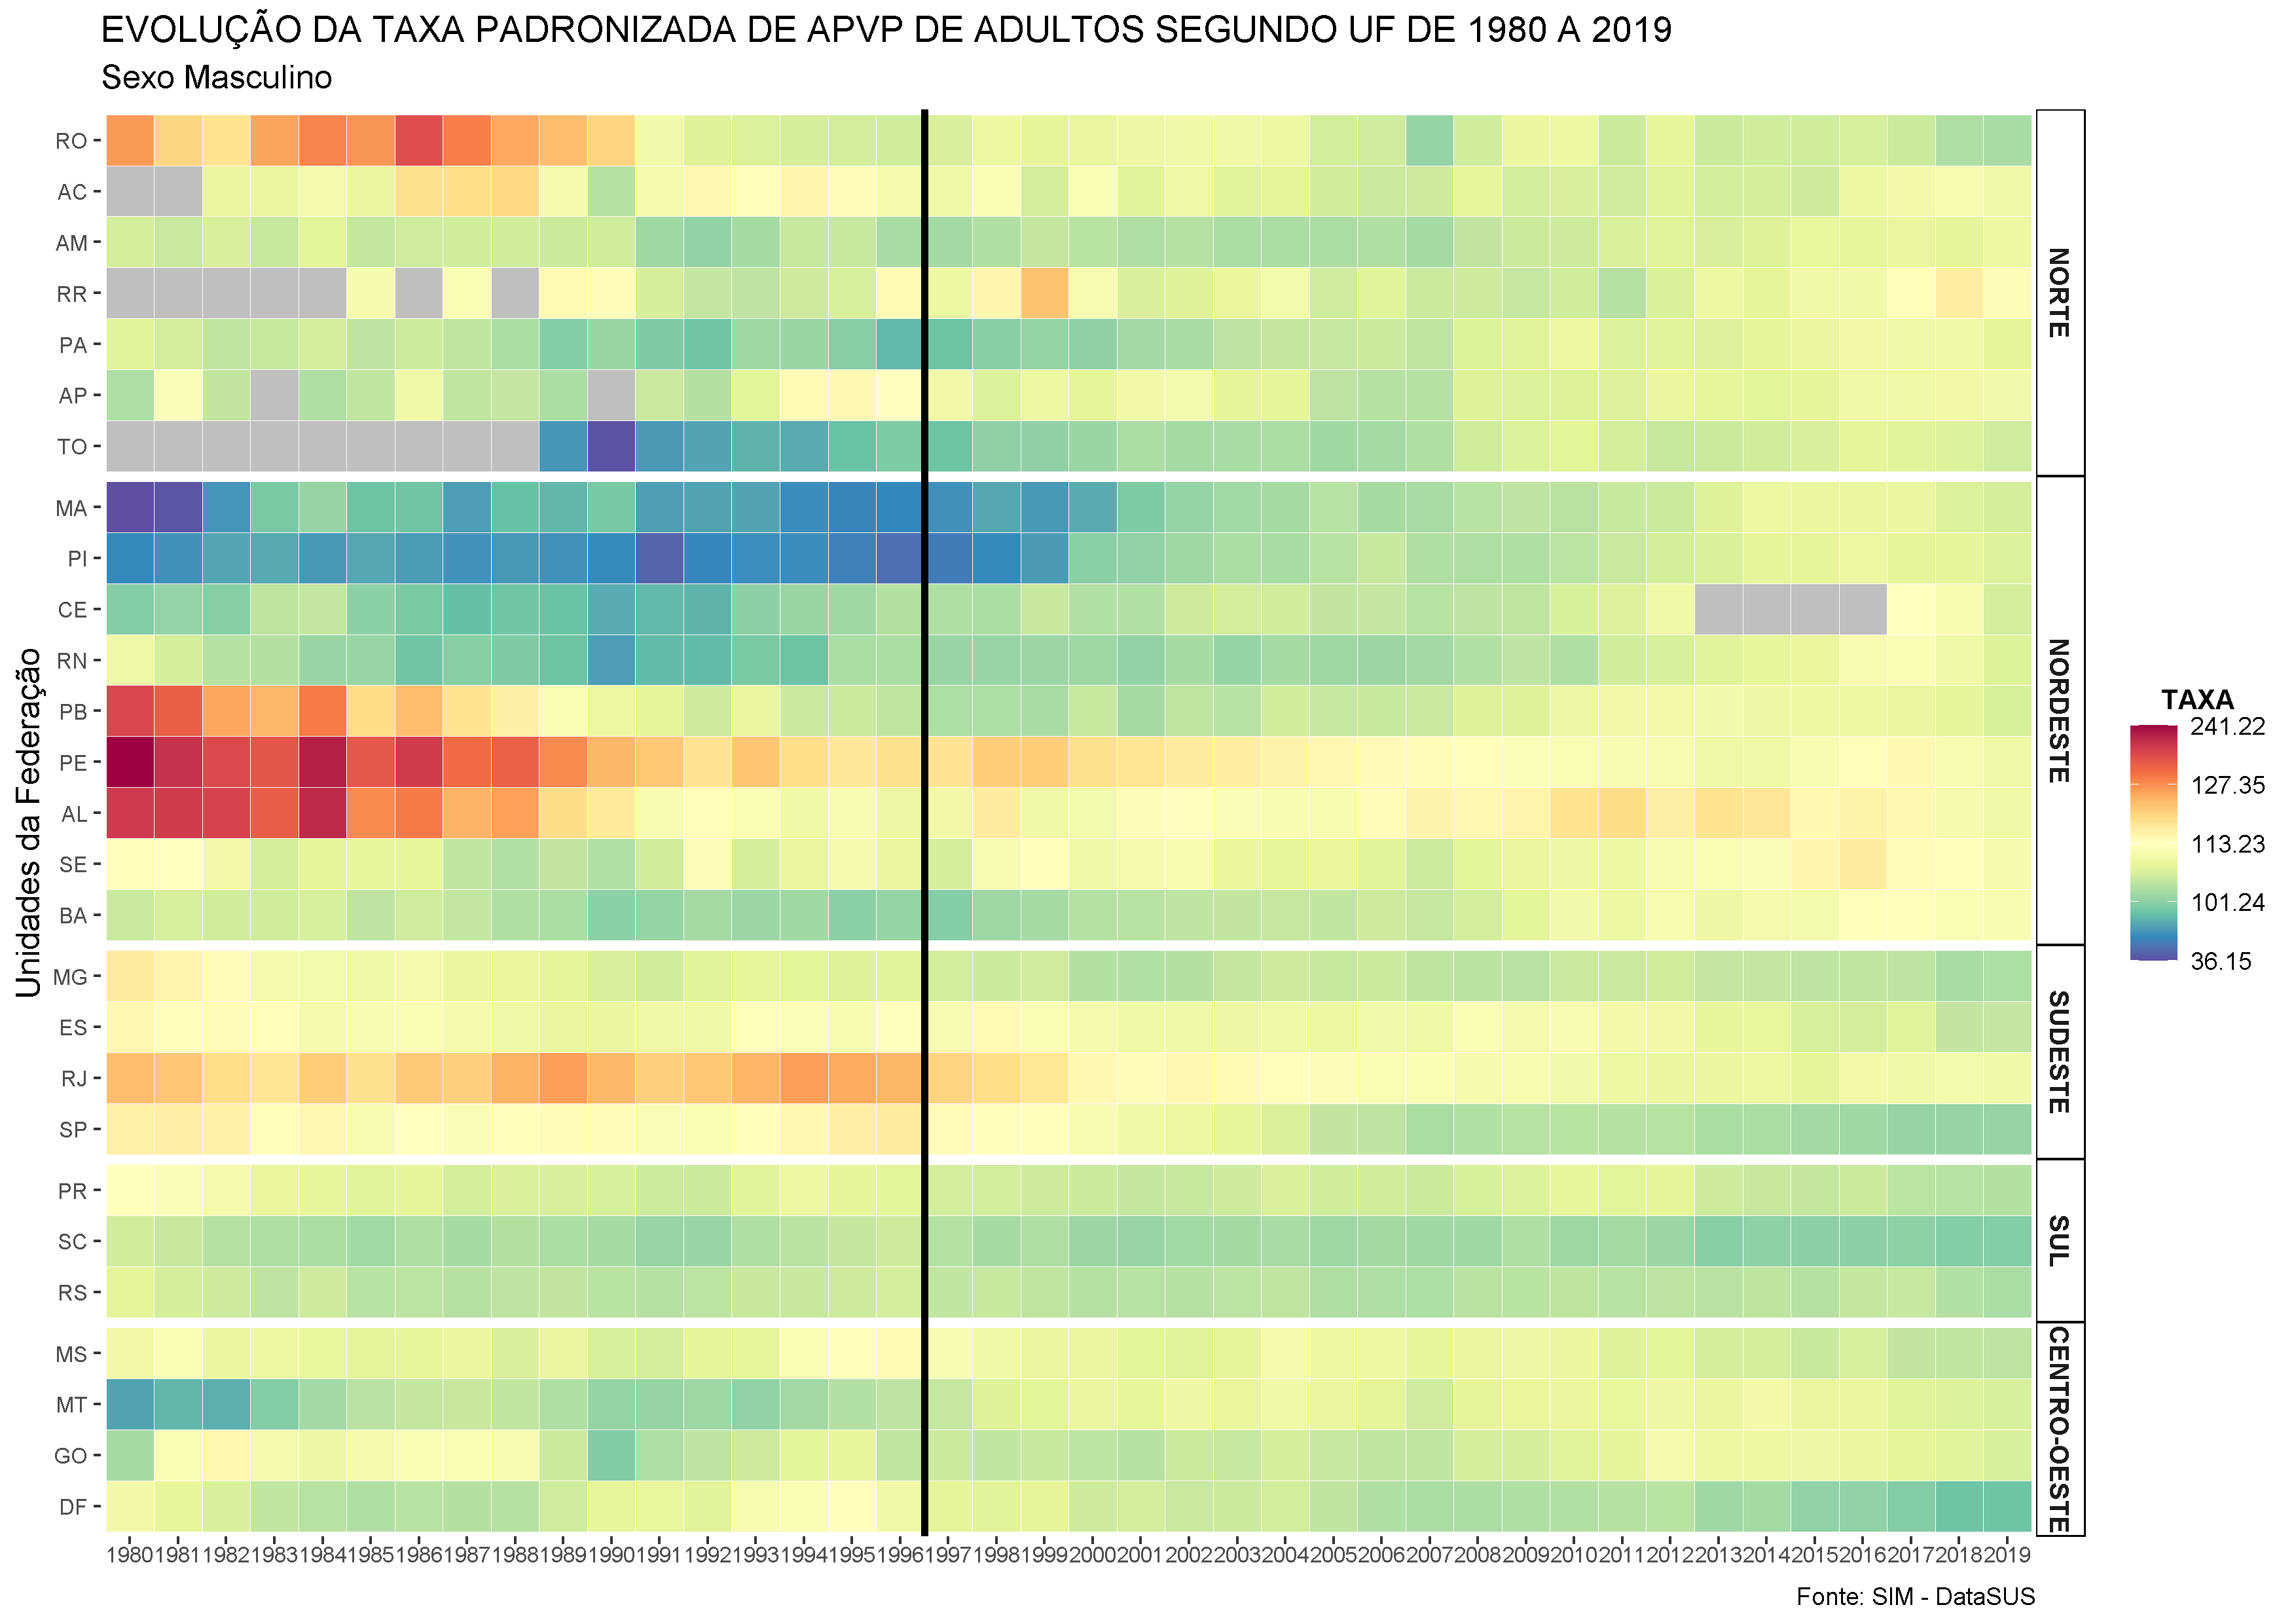 EVOLUÇÃO DA TAXA PADRONIZADA DE APVP DE ADULTOS SEGUNDO UF DE 1980 A 2019
Sexo Masculino
Unidades da Federação
RO
AC
AM
RR
PA
AP
TO
NORTE
MA
PI
CE
RN
PB
PE
AL
SE
BA
NORDESTE
MG
ES
RJ
SP
SUDESTE
PR
SC
RS
SUL
MS
MT
GO
DF
CENTRO-OESTE
1980 1981 1982 1983 1984 1985 1986 1987 1988 1989 1990 1991 1992 1993 1994 1995 1996 1997 1998 1999 2000 2001 2002 2003 2004 2005 2006 2007 2008 2009 2010 2011 2012 2013 2014 2015 2016 2017 2018 2019
TAXA
241.22
127.35
113.23
101.24
36.15
Fonte: SIM - DataSUS